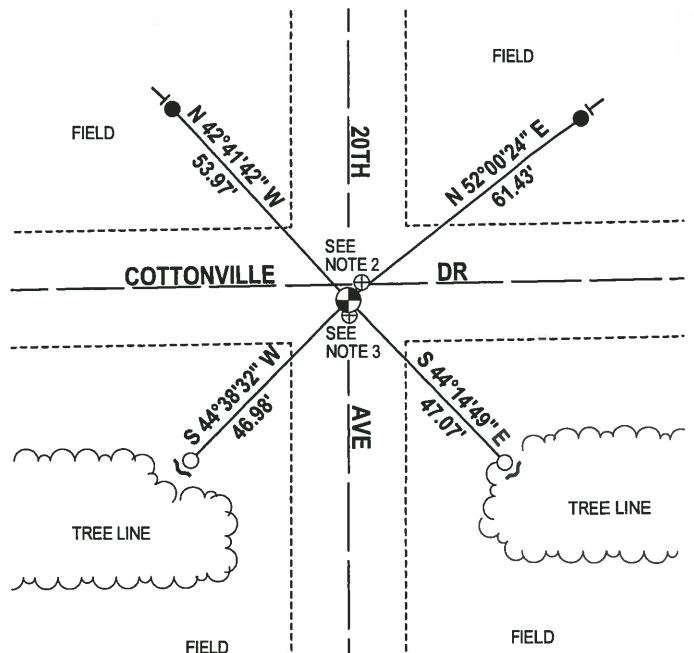 FIELD
FIELD
N 42°41'42" W
53.97'
20TH
N 52°00'24" E
61.43'
SEE
NOTE 2
COTTONVILLE DR
SEE
NOTE 3
S 44°38'32" W
46.98'
AVE
S 44°14'49" E
47.07'
TREE LINE
TREE LINE
FIELD
FIELD